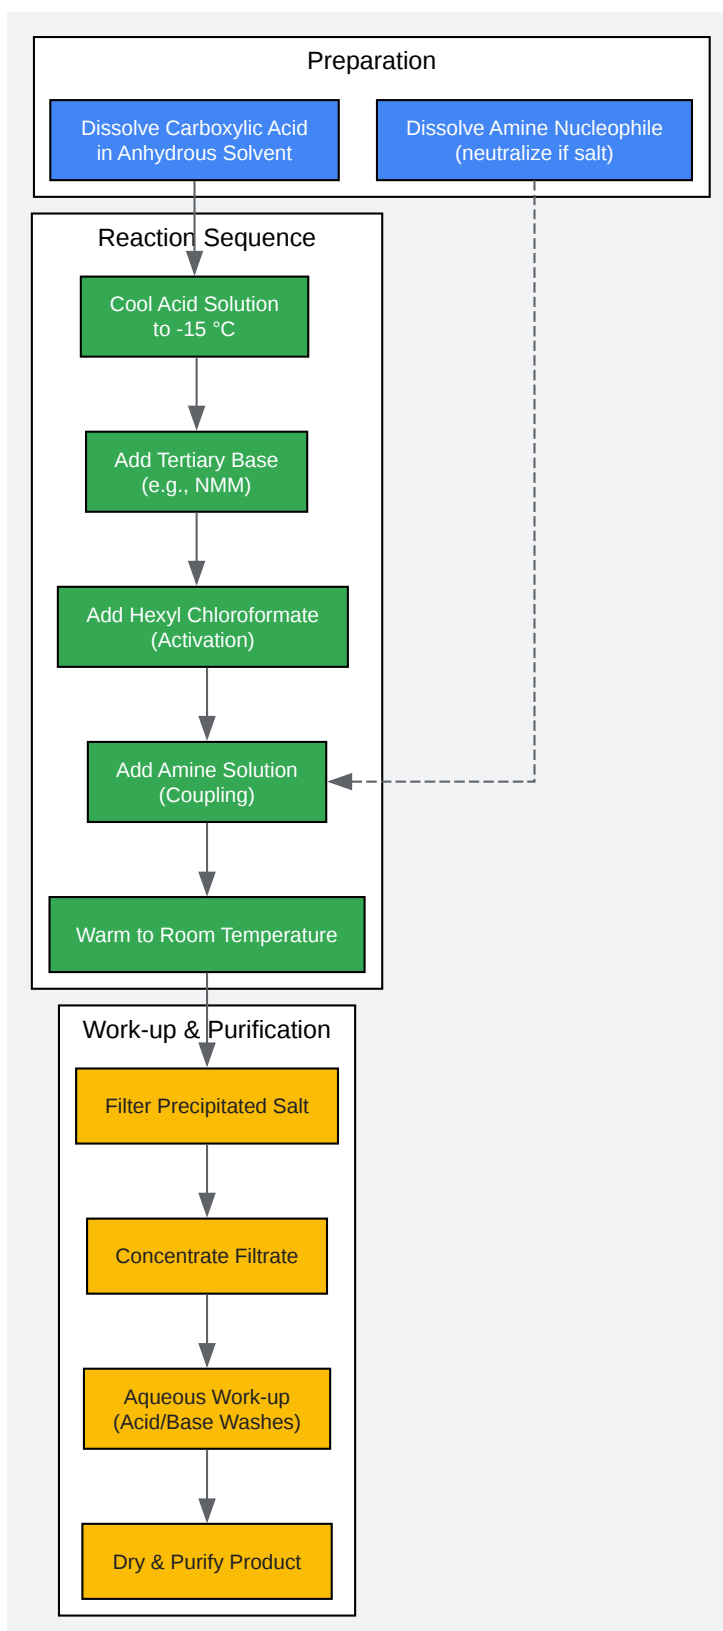 Preparation
Dissolve Carboxylic Acid
in Anhydrous Solvent
Dissolve Amine Nucleophile
(neutralize if salt)
Reaction Sequence
Cool Acid Solution
to -15 °C
Add Tertiary Base
(e.g., NMM)
Add Hexyl Chloroformate
(Activation)
Add Amine Solution
(Coupling)
Warm to Room Temperature
Work-up & Purification
Filter Precipitated Salt
Concentrate Filtrate
Aqueous Work-up
(Acid/Base Washes)
Dry & Purify Product